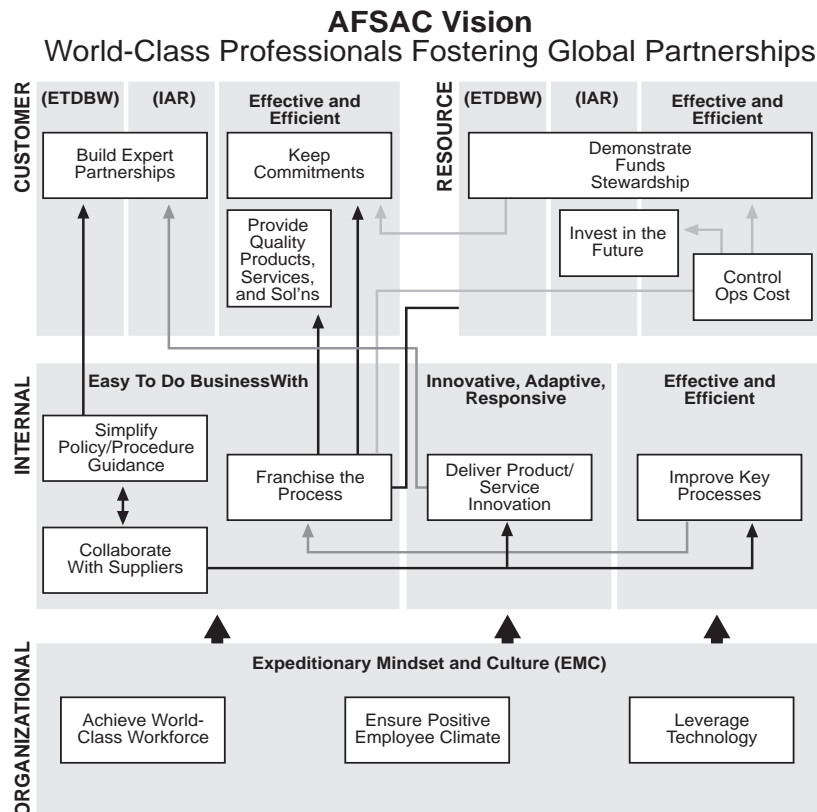 AFSAC Vision
World-Class Professionals Fostering Global Partnerships
CUSTOMER
(ETDBW)
(IAR)
Effective and
Efficient
Build Expert
Partnerships
Keep
Commitments
Provide
Quality
Products,
Services,
and Sol'ns
RESOURCE
(ETDBW)
(IAR)
Effective and
Efficient
Demonstrate
Funds
Stewardship
Invest in the
Future
Control
Ops Cost
INTERNAL
Easy To Do BusinessWith
Simplify
Policy/Procedure
Guidance
Collaborate
With Suppliers
Franchise the
Process
Innovative, Adaptive,
Responsive
Deliver Product/
Service
Innovation
Effective and
Efficient
Improve Key
Processes
ORGANIZATIONAL
Expeditionary Mindset and Culture (EMC)
Achieve World-
Class Workforce
Ensure Positive
Employee Climate
Leverage
Technology